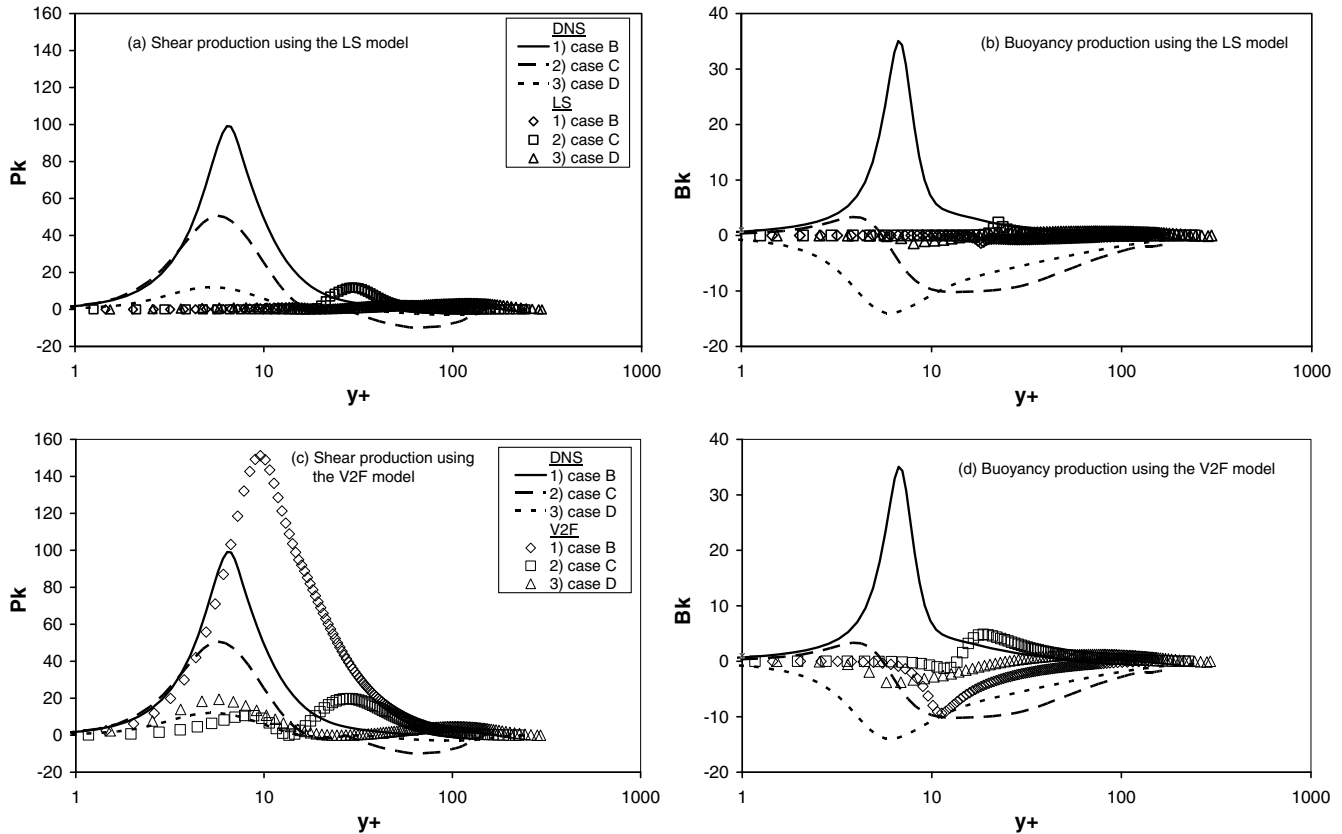 (a) Shear production using the LS model
DNS
1) case B
2) case C
3) case D
LS
1) case B
2) case C
3) case D
160
140
120
100
80
60
40
20
0
-20
Pk
1
10
100
1000
y+
(b) Buoyancy production using the LS model
40
30
20
10
0
-10
-20
Bk
1
10
100
1000
y+
(c) Shear production using
the V2F model
DNS
1) case B
2) case C
3) case D
V2F
1) case B
2) case C
3) case D
160
140
120
100
80
60
40
20
0
-20
Pk
1
10
100
1000
y+
(d) Buoyancy production using the V2F model
40
30
20
10
0
-10
-20
Bk
1
10
100
1000
y+